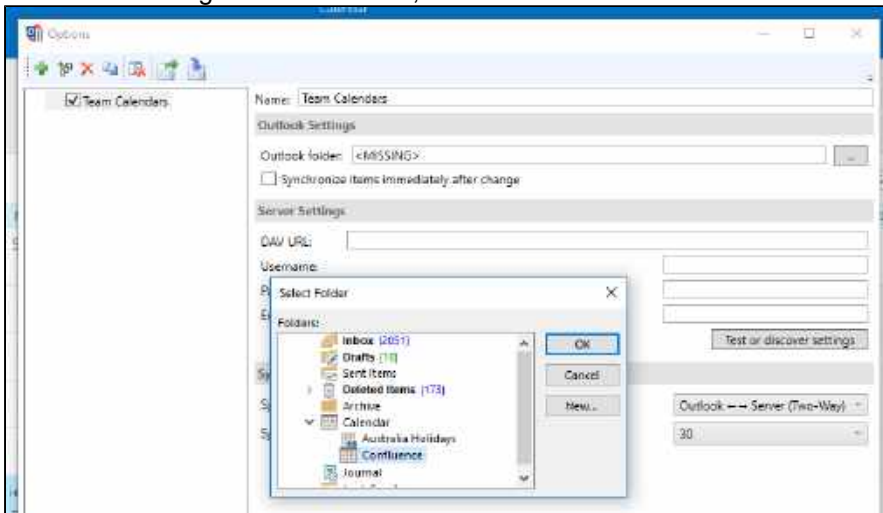 Calendar
Options
Team Calendars
Name: Team Calendars
Outlook Settings
Outlook folder: <MISSING> ...
Synchronize items immediately after change
Server Settings
DAV URL:
Username:
Select Folder
Folders:
Inbox [2051]
Drafts [10]
Sent Items
Deleted Items [173]
Archive
Calendar
Australia Holidays
Confluence
Journal
OK
Cancel
New...
Test or discover settings
Outlook ←→ Server (Two-Way)
30